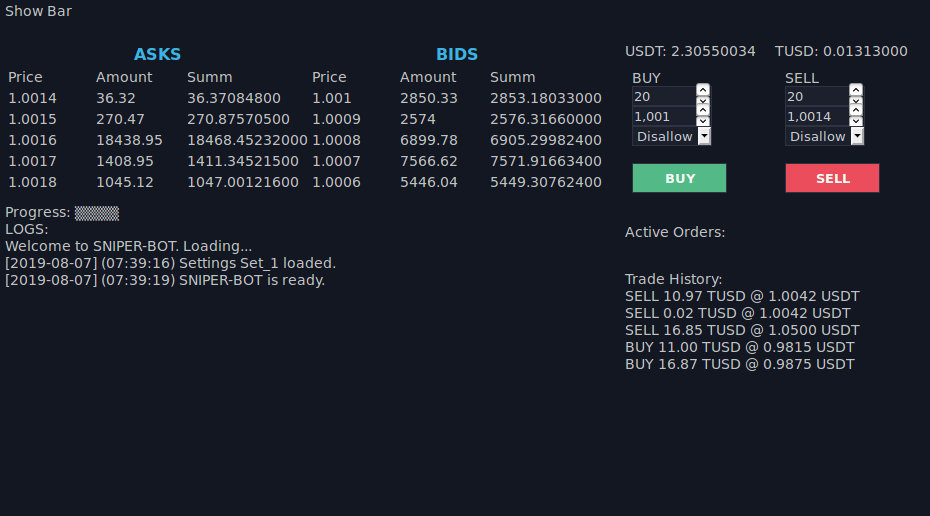 Show Bar
ASKS BIDS USDT: 2.30550034 TUSD: 0.01313000
Price Amount Summ Price Amount Summ BUY SELL
1.0014 36.32 36.37084800 1.001 2850.33 2853.18033000 20 20
1.0015 270.47 270.87570500 1.0009 2574 2576.31660000 1,001 1,0014
1.0016 18438.95 18468.45232000 1.0008 6899.78 6905.29982400 Disallow Disallow
1.0017 1408.95 1411.34521500 1.0007 7566.62 7571.91663400
1.0018 1045.12 1047.00121600 1.0006 5446.04 5449.30762400 BUY SELL
Progress: ▒▒▒▒▒
LOGS:
Welcome to SNIPER-BOT. Loading...
[2019-08-07] (07:39:16) Settings Set_1 loaded.
[2019-08-07] (07:39:19) SNIPER-BOT is ready.
Active Orders:
Trade History:
SELL 10.97 TUSD @ 1.0042 USDT
SELL 0.02 TUSD @ 1.0042 USDT
SELL 16.85 TUSD @ 1.0500 USDT
BUY 11.00 TUSD @ 0.9815 USDT
BUY 16.87 TUSD @ 0.9875 USDT